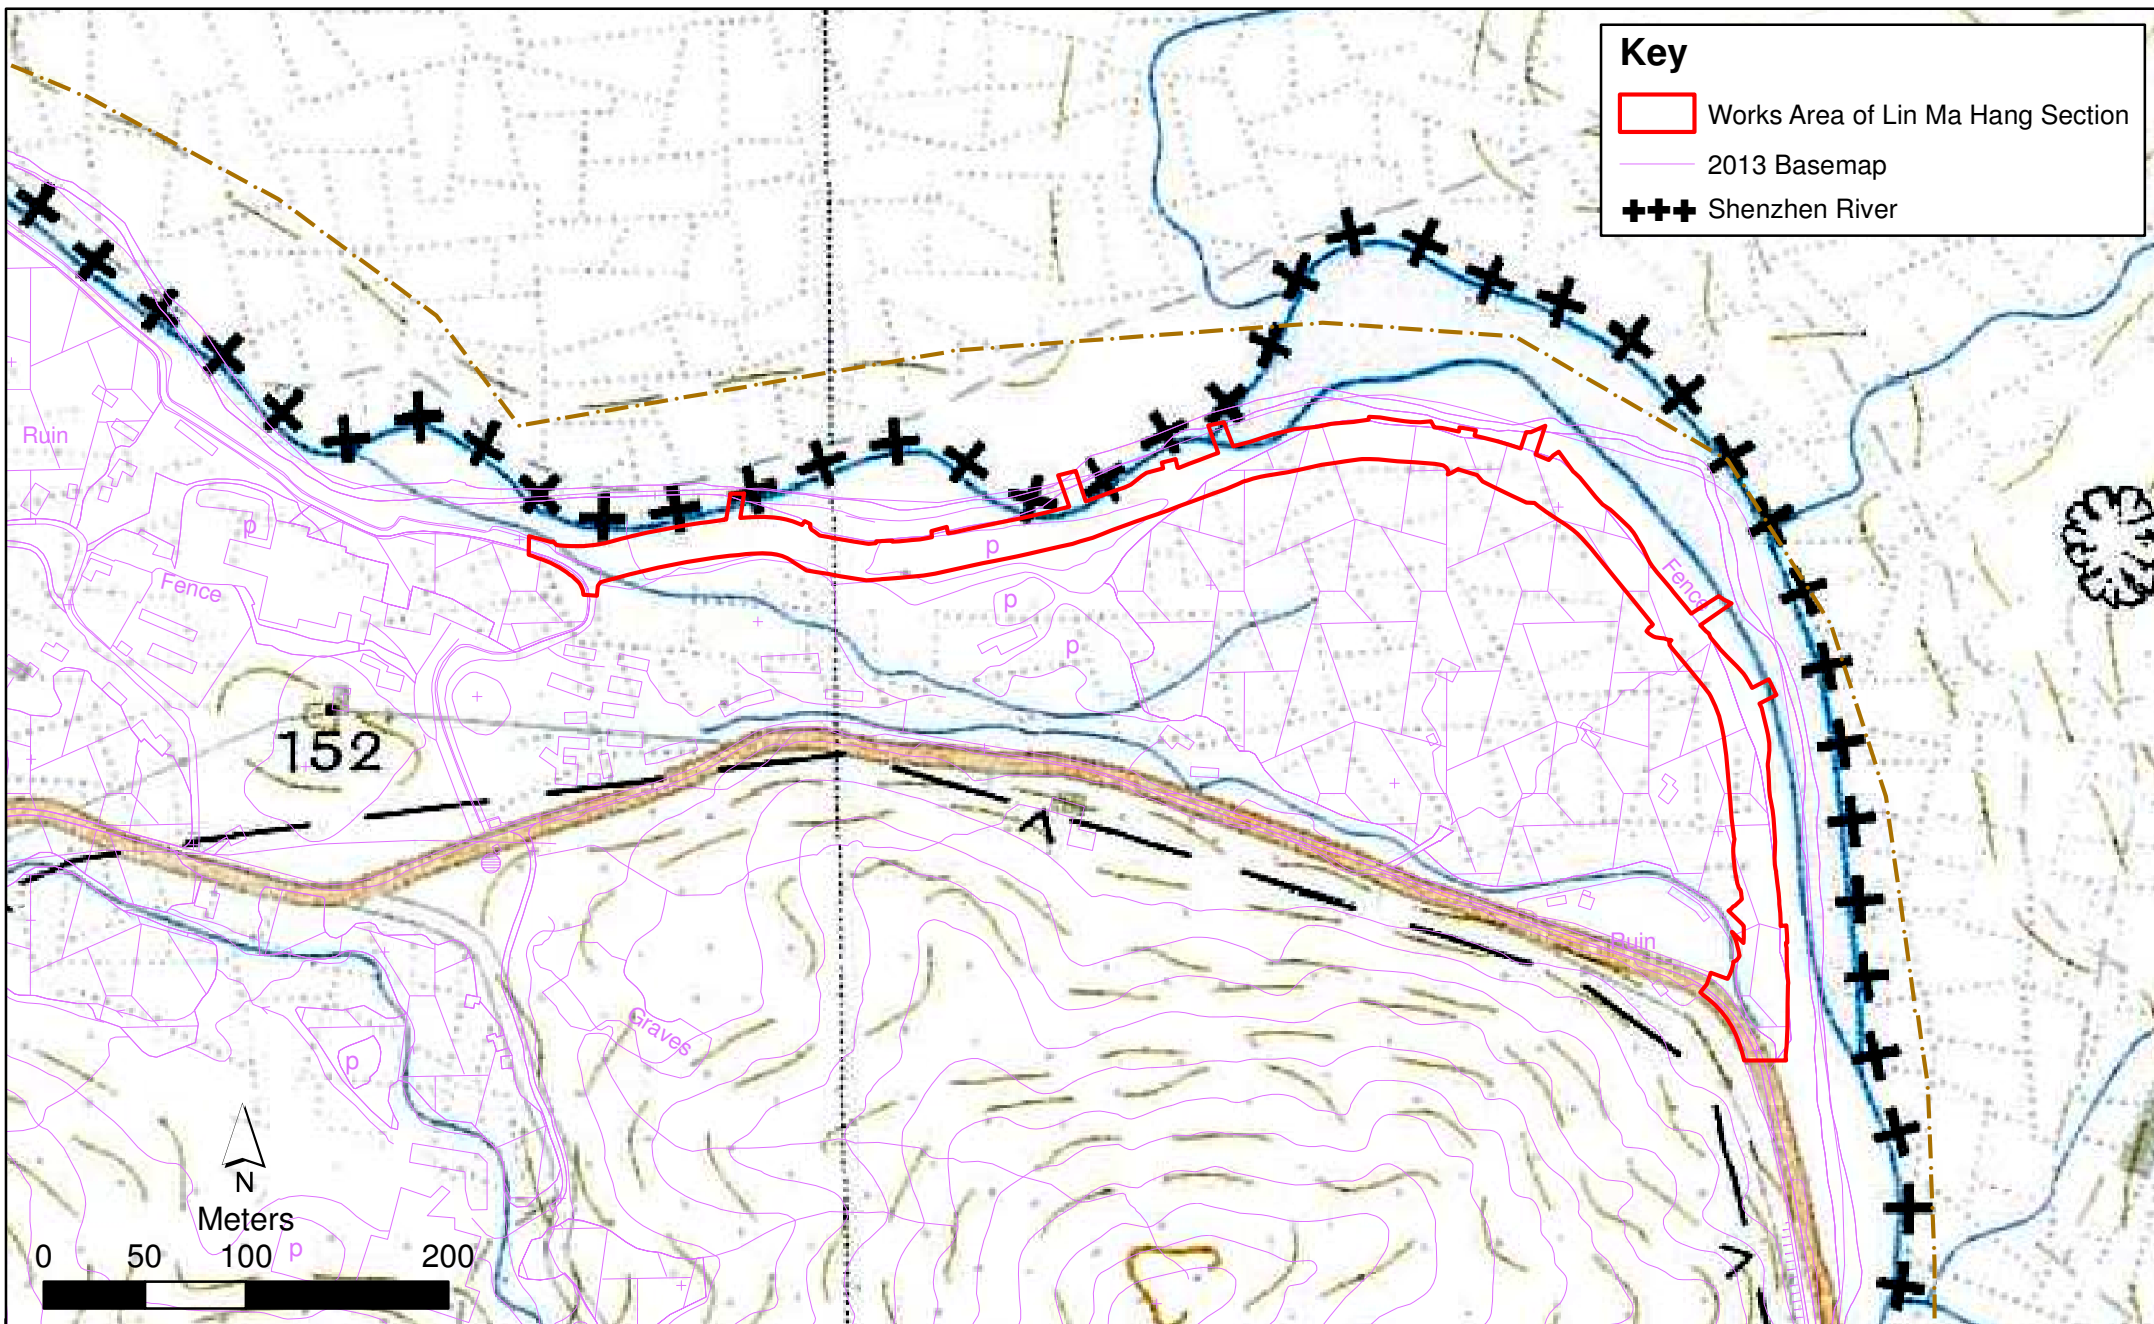 Key
Works Area of Lin Ma Hang Section
2013 Basemap
Shenzhen River
Ruin
p
Fence
p
p
p
Fence
152
Ruin
Graves
p
N
Meters
p
0 50 100 200